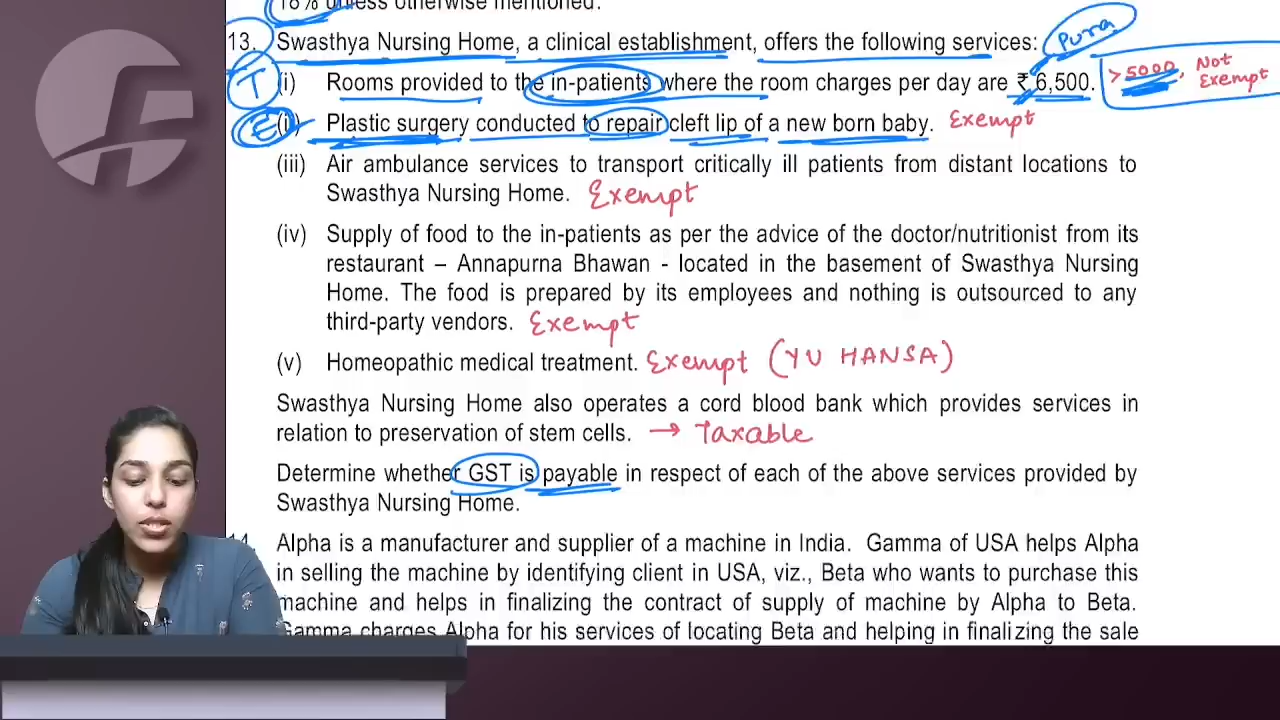 18% unless otherwise mentioned.
13. Swasthya Nursing Home, a clinical establishment, offers the following services: Pura
T (i) Rooms provided to the in-patients where the room charges per day are ₹ 6,500. >5000, Not Exempt
E (ii) Plastic surgery conducted to repair cleft lip of a new born baby. Exempt
(iii) Air ambulance services to transport critically ill patients from distant locations to
Swasthya Nursing Home. Exempt
(iv) Supply of food to the in-patients as per the advice of the doctor/nutritionist from its
restaurant – Annapurna Bhawan - located in the basement of Swasthya Nursing
Home. The food is prepared by its employees and nothing is outsourced to any
third-party vendors. Exempt
(v) Homeopathic medical treatment. Exempt (YU HANSA)
Swasthya Nursing Home also operates a cord blood bank which provides services in
relation to preservation of stem cells. → Taxable
Determine whether GST is payable in respect of each of the above services provided by
Swasthya Nursing Home.
14. Alpha is a manufacturer and supplier of a machine in India. Gamma of USA helps Alpha
in selling the machine by identifying client in USA, viz., Beta who wants to purchase this
machine and helps in finalizing the contract of supply of machine by Alpha to Beta.
Gamma charges Alpha for his services of locating Beta and helping in finalizing the sale